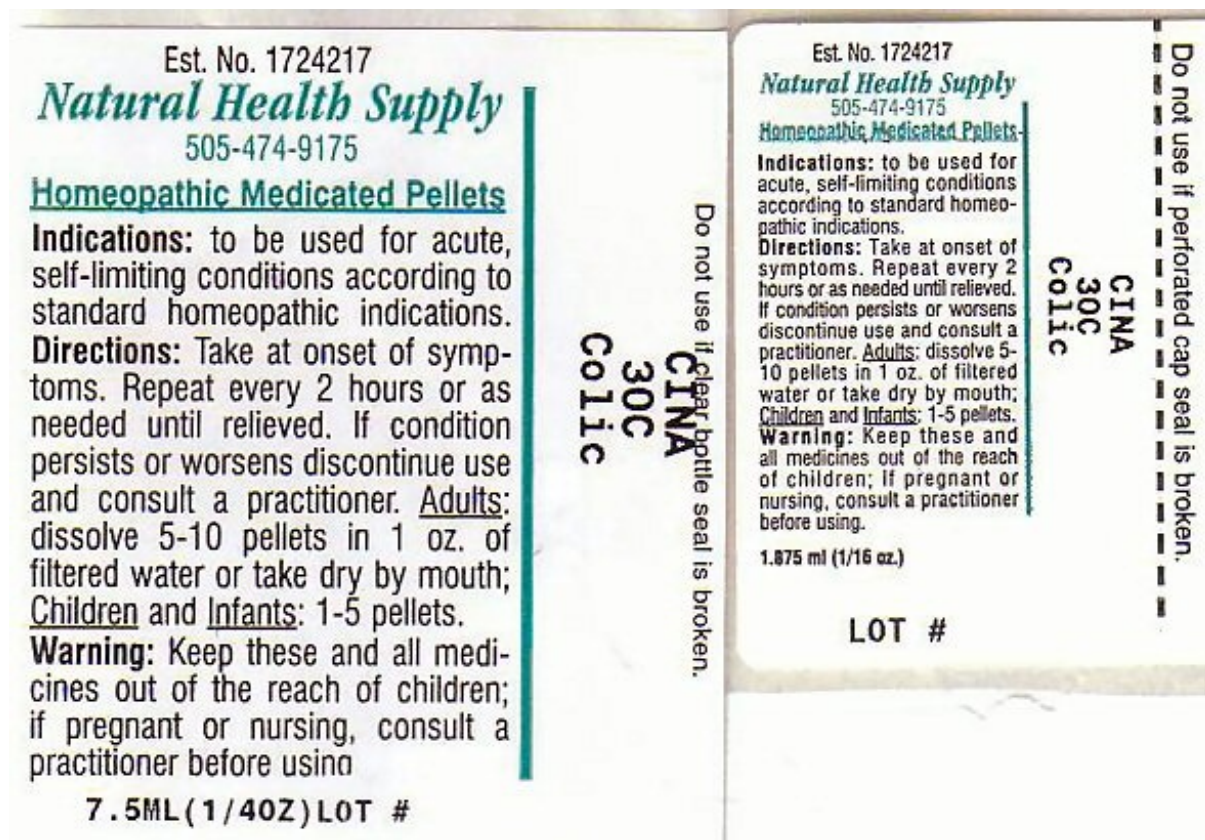 Est. No. 1724217
Natural Health Supply
505-474-9175
Homeopathic Medicated Pellets
Indications: to be used for acute,
self-limiting conditions according to
standard homeopathic indications.
Directions: Take at onset of symp-
toms. Repeat every 2 hours or as
needed until relieved. If condition
persists or worsens discontinue use
and consult a practitioner. Adults:
dissolve 5-10 pellets in 1 oz. of
filtered water or take dry by mouth;
Children and Infants: 1-5 pellets.
Warning: Keep these and all medi-
cines out of the reach of children;
if pregnant or nursing, consult a
practitioner before using
7.5ML(1/4OZ)LOT #
CINA
30C
Colic
Do not use if clear bottle seal is broken.
Est. No. 1724217
Natural Health Supply
505-474-9175
Homeopathic Medicated Pellets
Indications: to be used for
acute, self-limiting conditions
according to standard homeo-
pathic indications.
Directions: Take at onset of
symptoms. Repeat every 2
hours or as needed until relieved.
If condition persists or worsens
discontinue use and consult a
practitioner. Adults: dissolve 5-
10 pellets in 1 oz. of filtered
water or take dry by mouth;
Children and Infants: 1-5 pellets.
Warning: Keep these and
all medicines out of the reach
of children; if pregnant or
nursing, consult a practitioner
before using.
1.875 ml (1/16 oz.)
LOT #
CINA
30C
Colic
Do not use if perforated cap seal is broken.